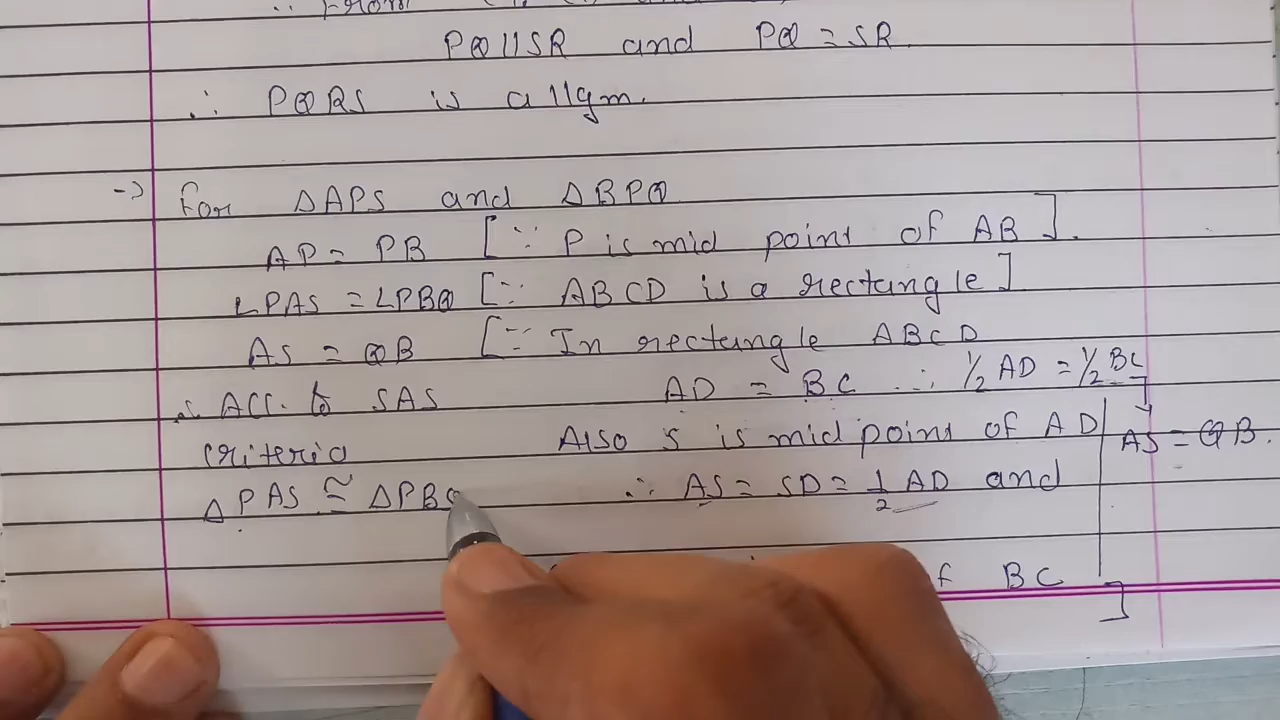 ∴ From
PQ||SR and PQ = SR.
∴ PQRS is a ||gm.
-> For ΔAPS and ΔBPQ
AP = PB [∵ P is mid point of AB].
∠PAS = ∠PBQ [∵ ABCD is a rectangle]
AS = QB [∵ In rectangle ABCD
AD = BC ∴ 1/2 AD = 1/2 BC
∴ Acc. to SAS
criteria
Also S is mid point of AD
AS = QB.
ΔPAS ≅ ΔPBQ
∴ AS = SD = 1/2 AD and
BC ]